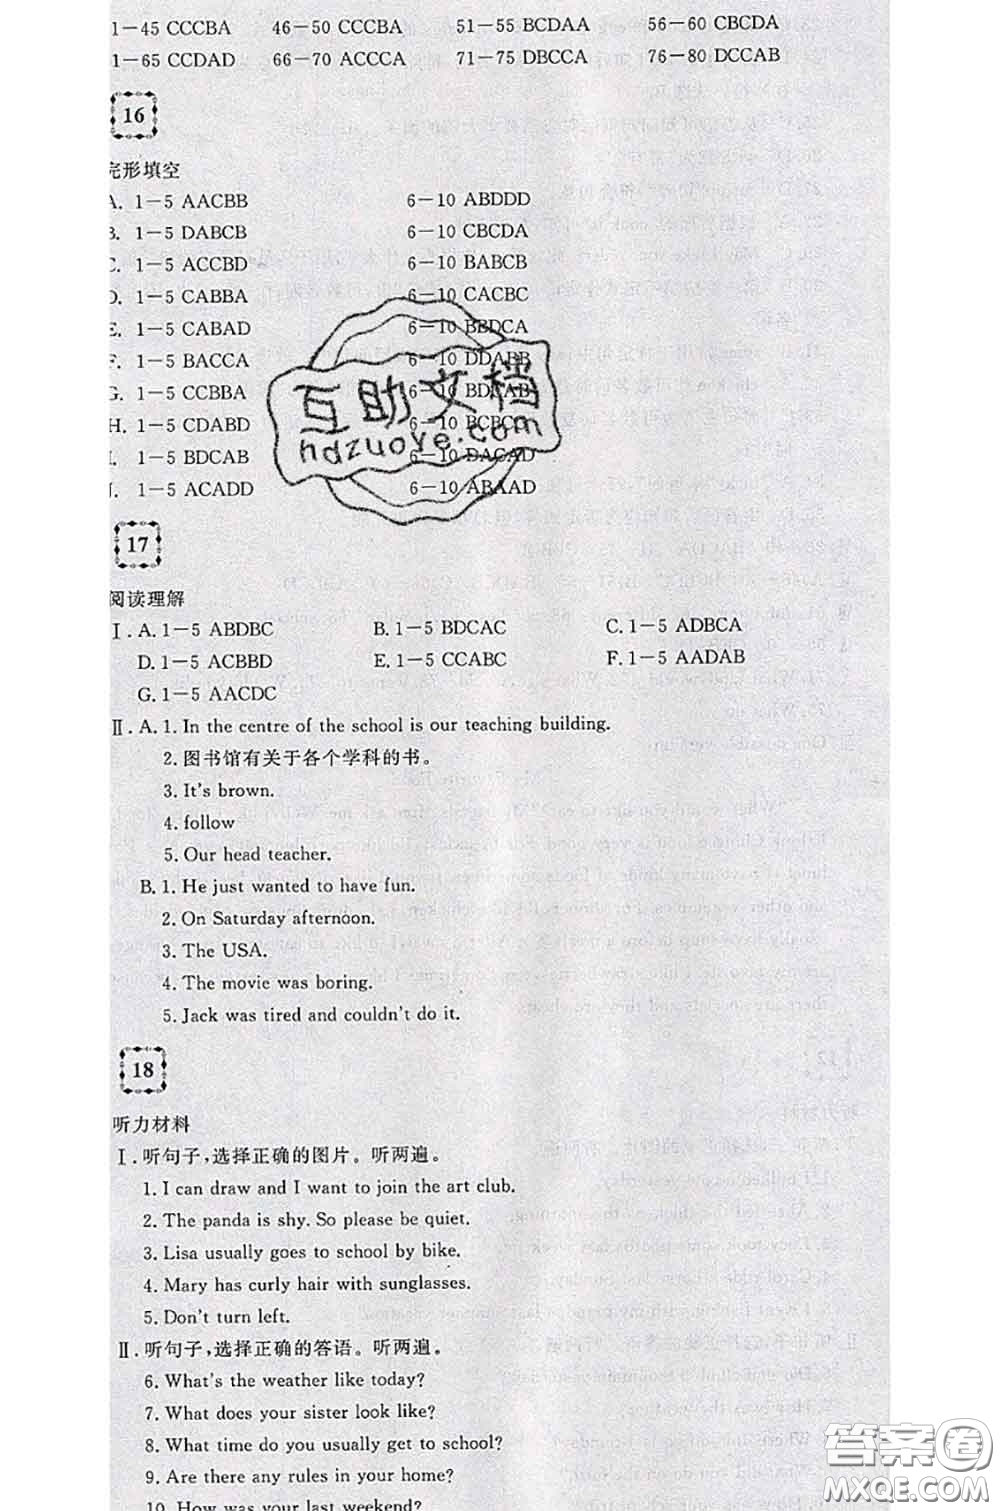 1－45 CCCBA 46－50 CCCBA 51－55 BCDAA 56－60 CBCDA
1－65 CCDAD 66－70 ACCCA 71－75 DBCCA 76－80 DCCAB
16
完形填空
A. 1－5 AACBB 6－10 ABDDD
B. 1－5 DABCB 6－10 CBCDA
C. 1－5 ACCBD 6－10 BABCB
D. 1－5 CABBA 6－10 CACBC
E. 1－5 CABAD 6－10 BBDCA
F. 1－5 BACCA 6－10 DDABB
G. 1－5 CCBBA 6－10 BDCAB
H. 1－5 CDABD 6－10
I. 1－5 BDCAB 6－10 DACAD
J. 1－5 ACADD 6－10 ABAAD
互助文档
hdzuoye.com
17
阅读理解
Ⅰ. A. 1－5 ABDBC B. 1－5 BDCAC C. 1－5 ADBCA
D. 1－5 ACBBD E. 1－5 CCABC F. 1－5 AADAB
G. 1－5 AACDC
Ⅱ. A. 1. In the centre of the school is our teaching building.
2. 图书馆有关于各个学科的书。
3. It's brown.
4. follow
5. Our head teacher.
B. 1. He just wanted to have fun.
2. On Saturday afternoon.
3. The USA.
4. The movie was boring.
5. Jack was tired and couldn't do it.
18
听力材料
Ⅰ. 听句子,选择正确的图片。听两遍。
1. I can draw and I want to join the art club.
2. The panda is shy. So please be quiet.
3. Lisa usually goes to school by bike.
4. Mary has curly hair with sunglasses.
5. Don't turn left.
Ⅱ. 听句子,选择正确的答语。听两遍。
6. What's the weather like today?
7. What does your sister look like?
8. What time do you usually get to school?
9. Are there any rules in your home?
10. How was your last weekend?
答案圈
MXQE.COM